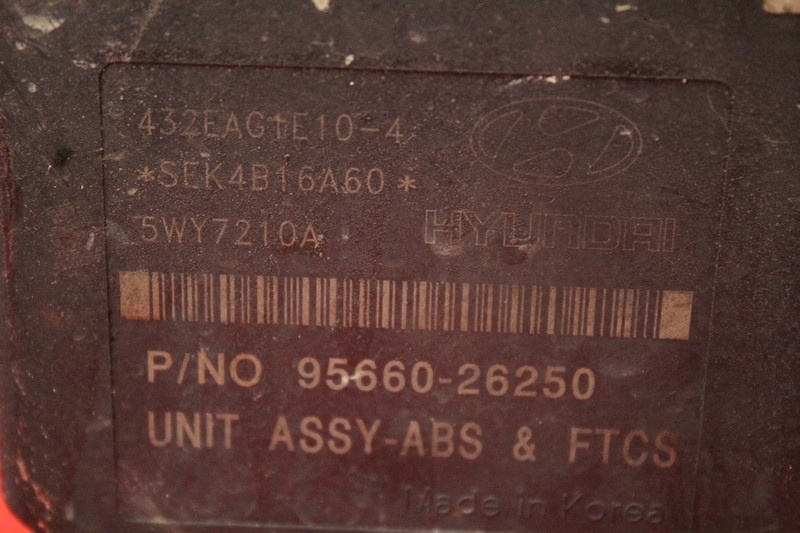 432EAG1E10-4
*SEK4B16A60*
5WY7210A
HYUNDAI
P/NO 95660-26250
UNIT ASSY-ABS & FTCS
Made in Korea